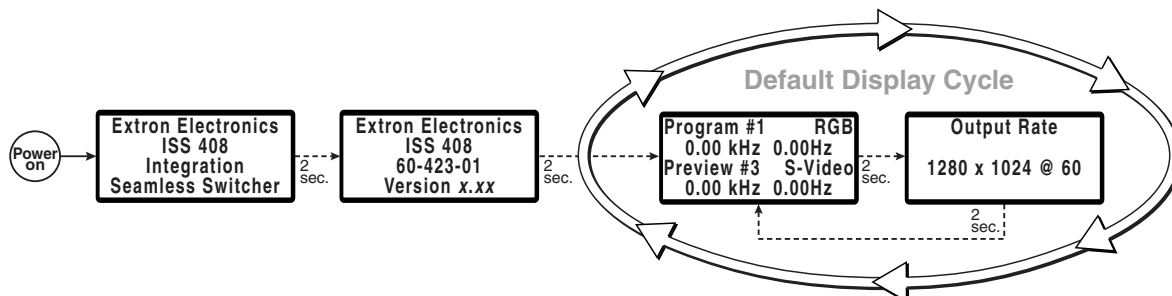 Default Display Cycle
Power
on
Extron Electronics
ISS 408
Integration
Seamless Switcher
2
sec.
Extron Electronics
ISS 408
60-423-01
Version x.xx
2
sec.
Program #1 RGB
0.00 kHz 0.00Hz
Preview #3 S-Video
0.00 kHz 0.00Hz
2
sec.
Output Rate
1280 x 1024 @ 60
2
sec.